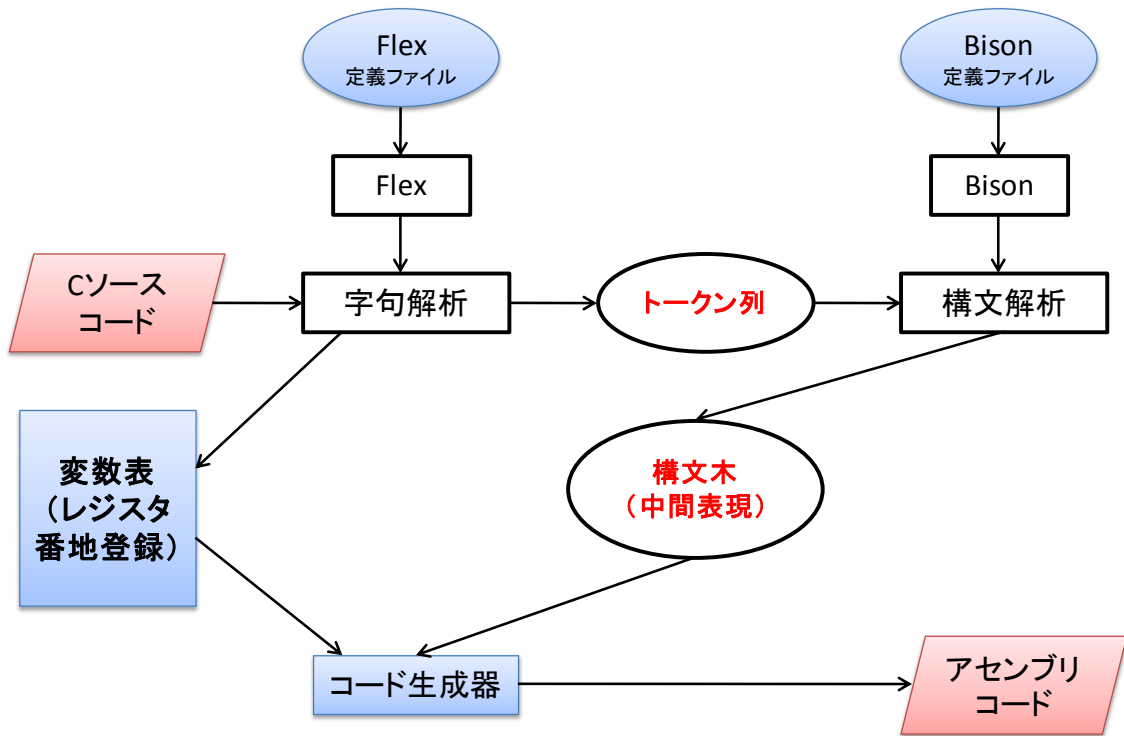 Flex
定義ファイル
Bison
定義ファイル
Flex
Bison
Cソース
コード
字句解析
トークン列
構文解析
変数表
（レジスタ
番地登録）
構文木
（中間表現）
コード生成器
アセンブリ
コード